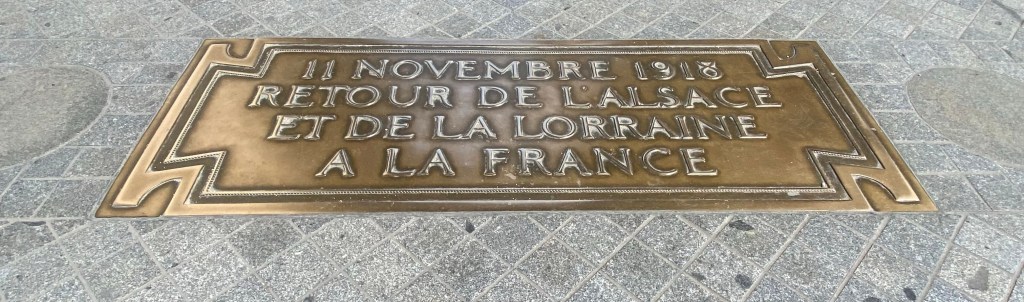 11 NOVEMBRE 1918
RETOUR DE L'ALSACE
ET DE LA LORRAINE
A LA FRANCE